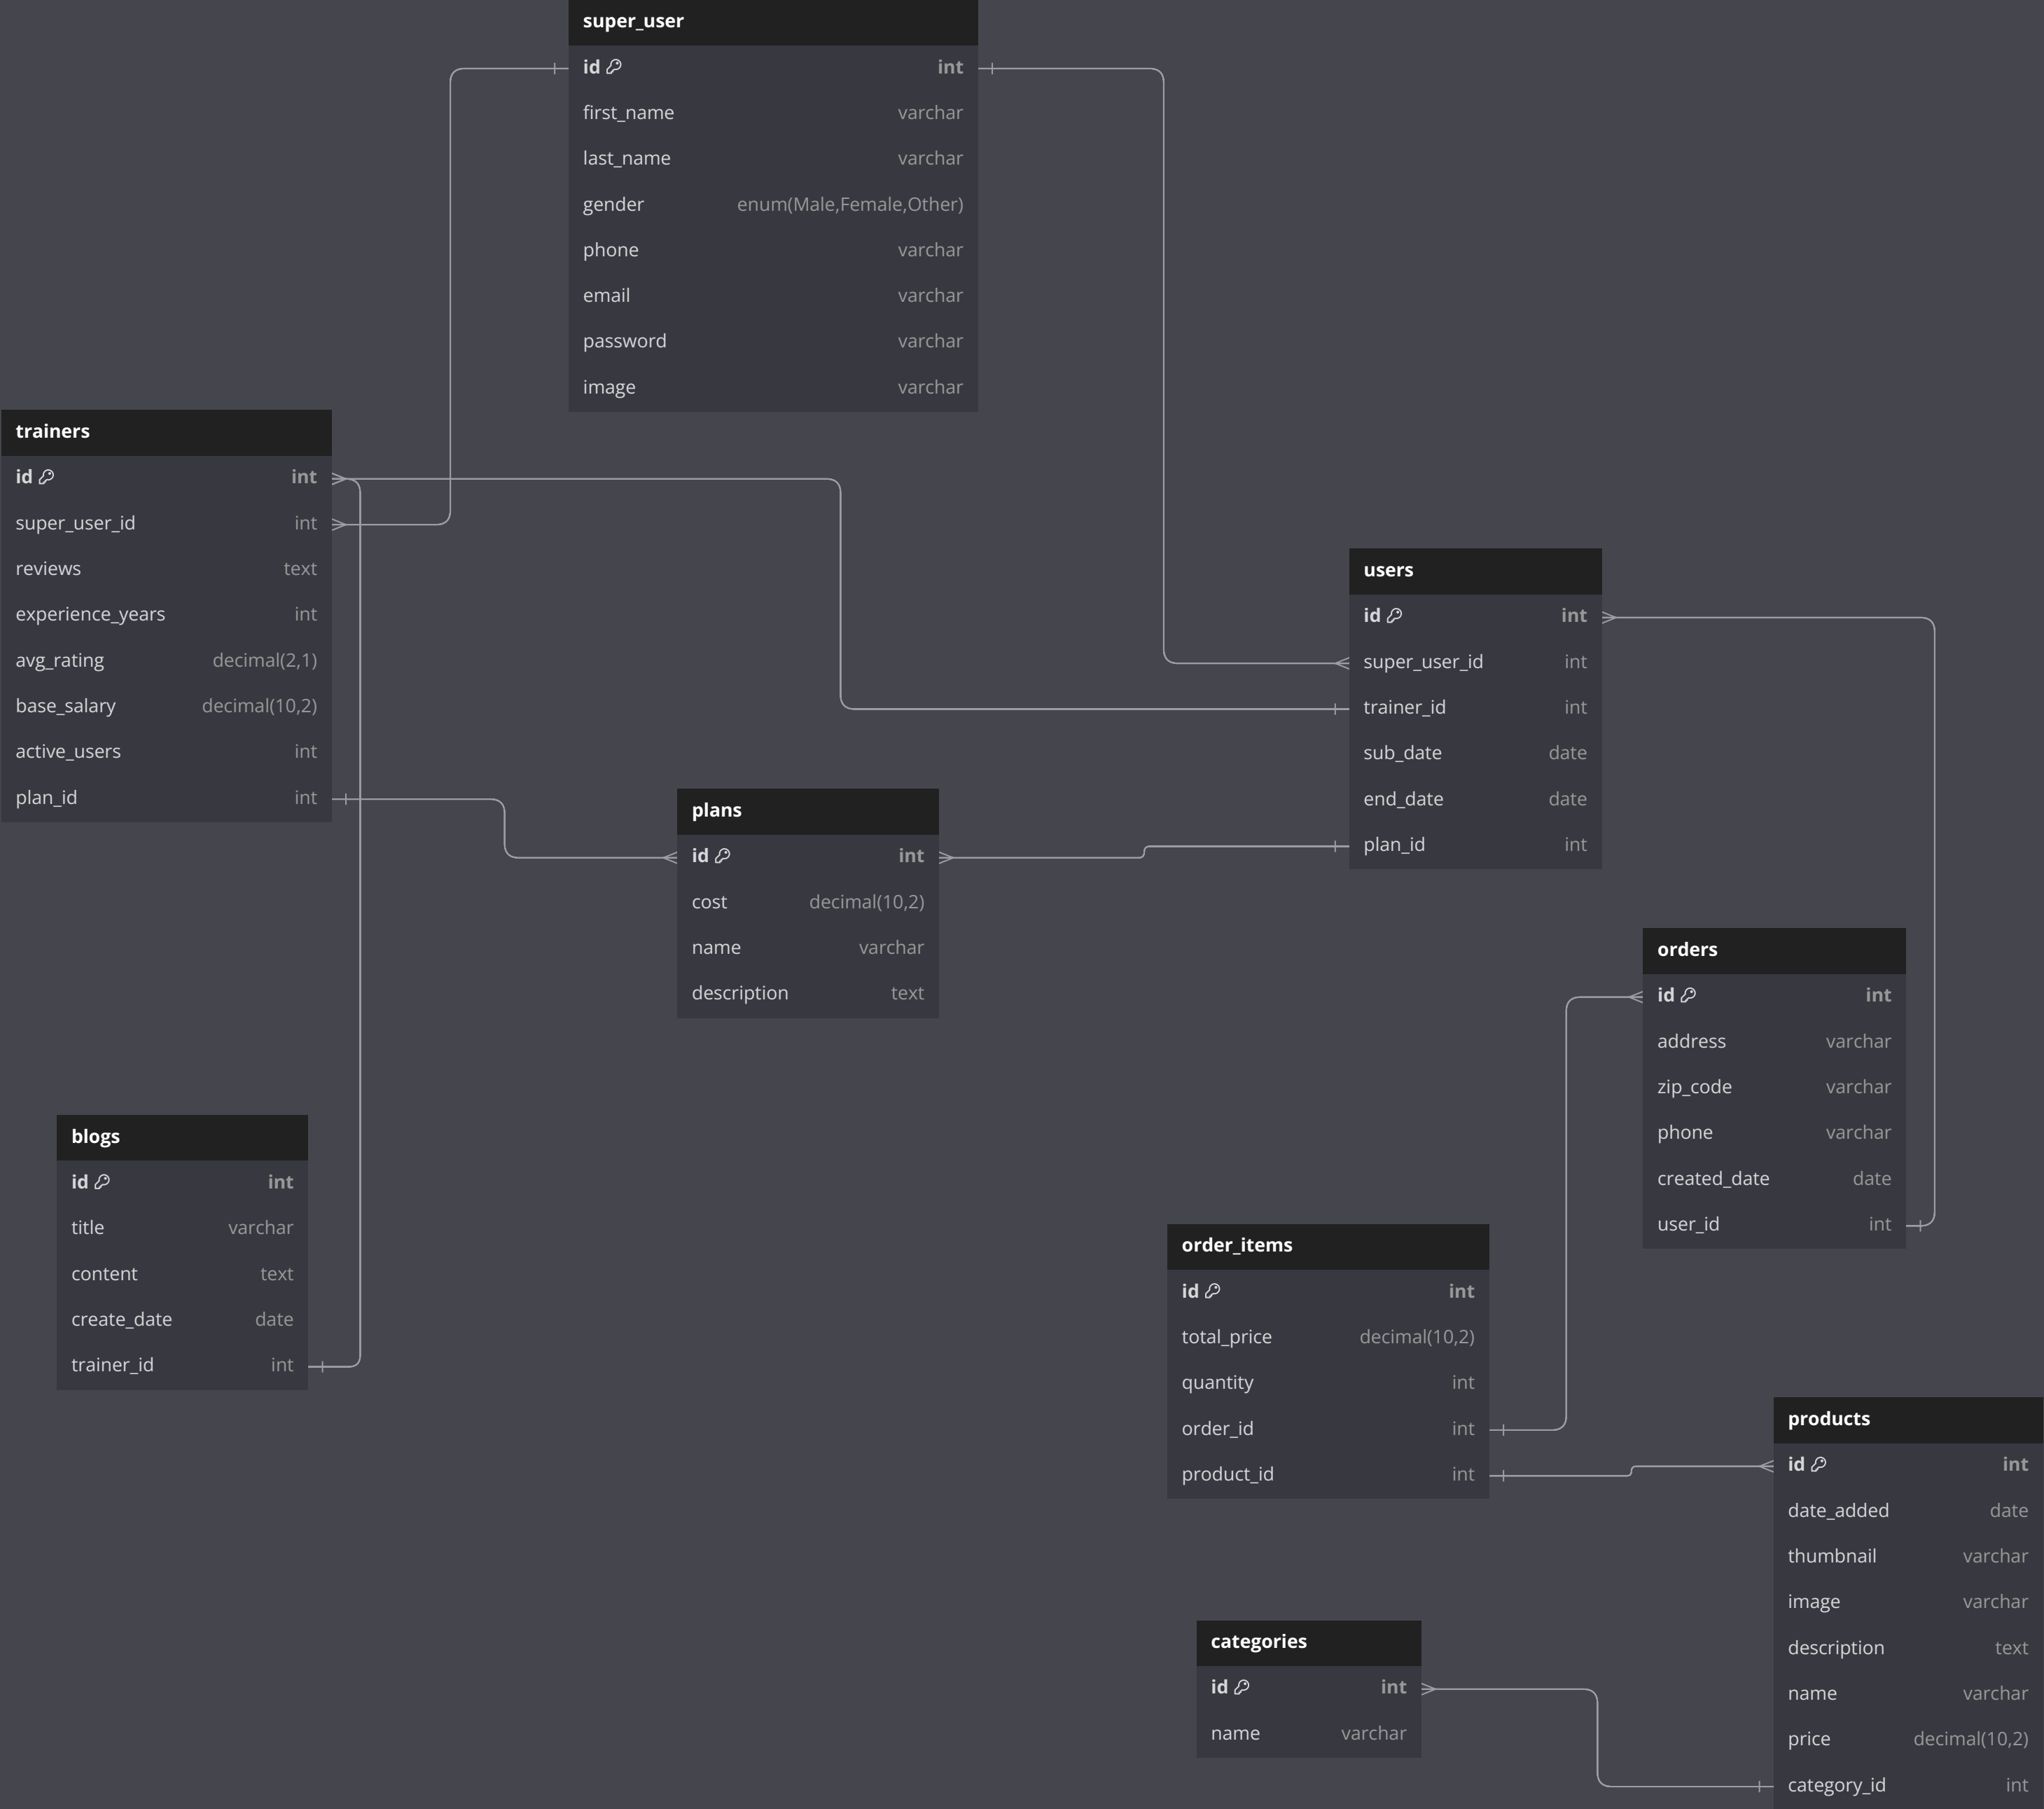 super_user
id int
first_name varchar
last_name varchar
gender enum(Male,Female,Other)
phone varchar
email varchar
password varchar
image varchar
trainers
id int
super_user_id int
reviews text
experience_years int
avg_rating decimal(2,1)
base_salary decimal(10,2)
active_users int
plan_id int
users
id int
super_user_id int
trainer_id int
sub_date date
end_date date
plan_id int
plans
id int
cost decimal(10,2)
name varchar
description text
orders
id int
address varchar
zip_code varchar
phone varchar
created_date date
user_id int
blogs
id int
title varchar
content text
create_date date
trainer_id int
order_items
id int
total_price decimal(10,2)
quantity int
order_id int
product_id int
products
id int
date_added date
thumbnail varchar
image varchar
description text
name varchar
price decimal(10,2)
category_id int
categories
id int
name varchar